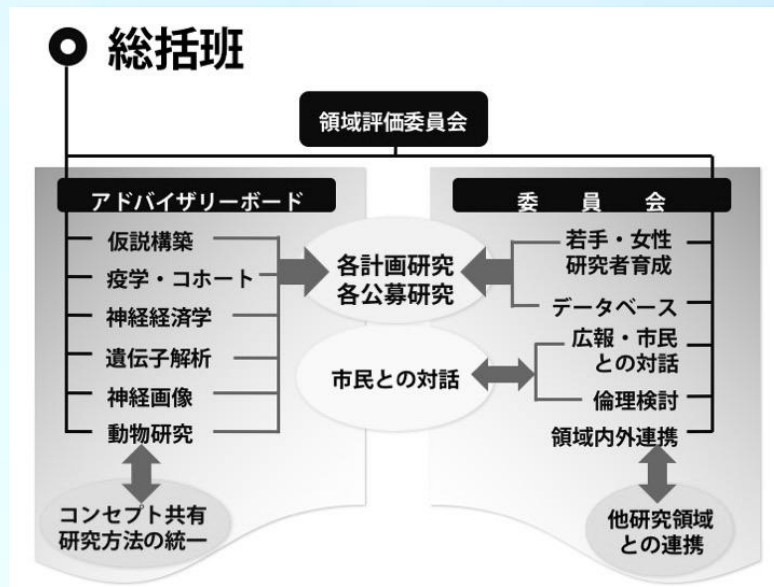 総括班
領域評価委員会
アドバイザリーボード
仮説構築
疫学・コホート
神経経済学
遺伝子解析
神経画像
動物研究
コンセプト共有
研究方法の統一
各計画研究
各公募研究
市民との対話
委員会
若手・女性
研究者育成
データベース
広報・市民
との対話
倫理検討
領域内外連携
他研究領域
との連携